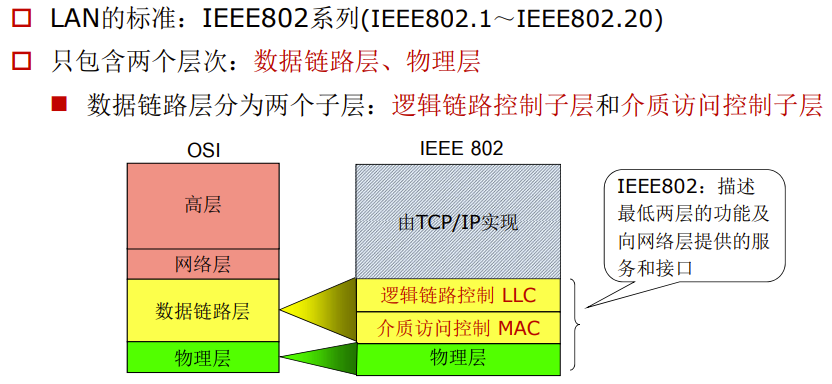 LAN的标准：IEEE802系列(IEEE802.1～IEEE802.20)
只包含两个层次：数据链路层、物理层
数据链路层分为两个子层：逻辑链路控制子层和介质访问控制子层
OSI
IEEE 802
高层
网络层
数据链路层
物理层
由TCP/IP实现
逻辑链路控制 LLC
介质访问控制 MAC
物理层
IEEE802：描述
最低两层的功能及
向网络层提供的服
务和接口